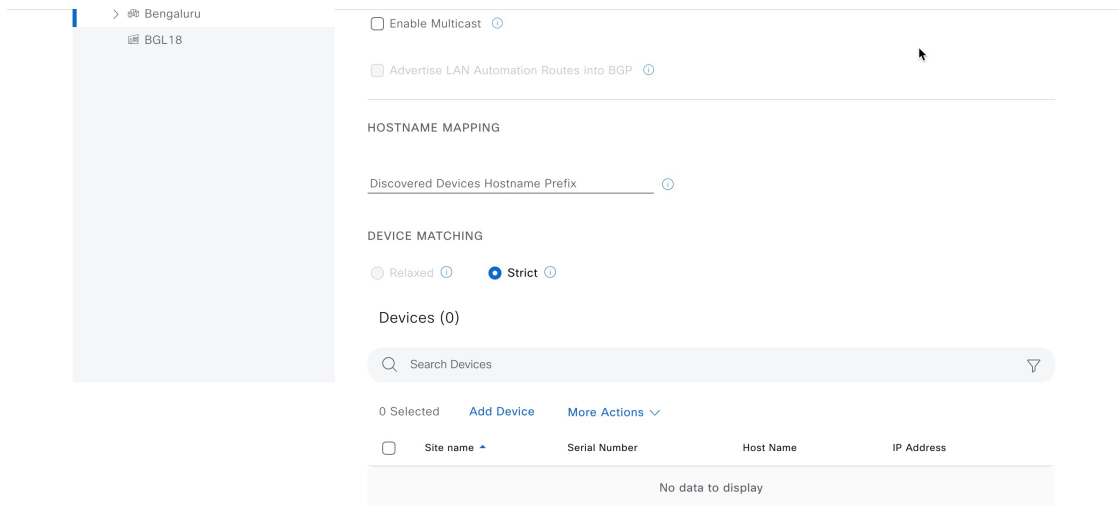 Bengaluru
BGL18
Enable Multicast
Advertise LAN Automation Routes into BGP
HOSTNAME MAPPING
Discovered Devices Hostname Prefix
DEVICE MATCHING
Relaxed Strict
Devices (0)
Search Devices
0 Selected Add Device More Actions
Site name Serial Number Host Name IP Address
No data to display